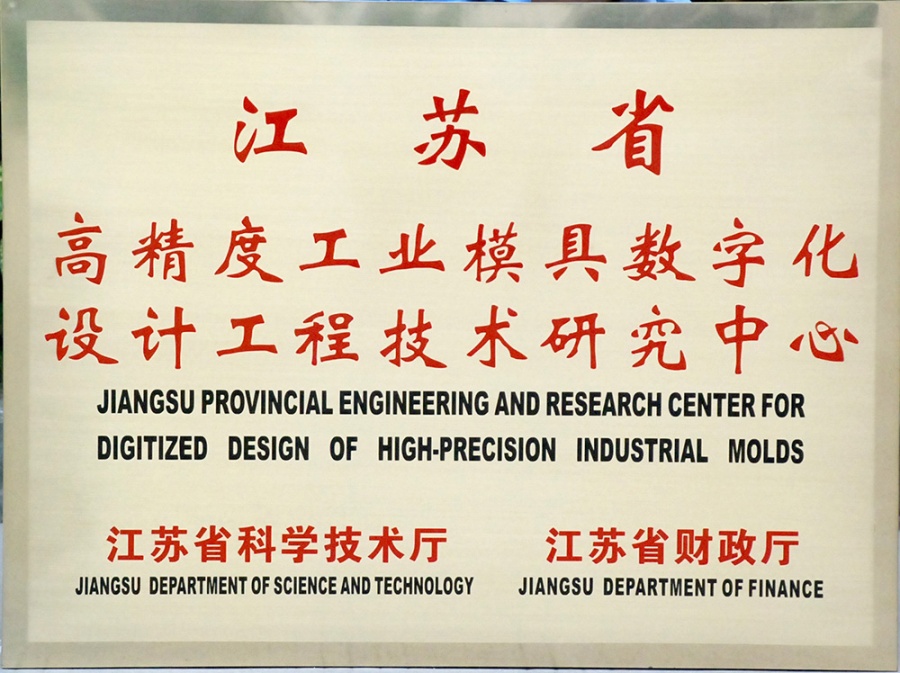 江苏省
高精度工业模具数字化
设计工程技术研究中心
JIANGSU PROVINCIAL ENGINEERING AND RESEARCH CENTER FOR
DIGITIZED DESIGN OF HIGH-PRECISION INDUSTRIAL MOLDS
江苏省科学技术厅 江苏省财政厅
JIANGSU DEPARTMENT OF SCIENCE AND TECHNOLOGY JIANGSU DEPARTMENT OF FINANCE